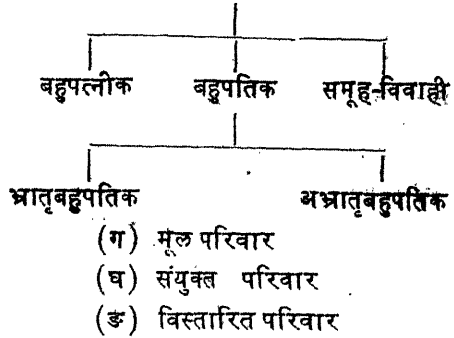 बहुपत्नीक बहुपतिक समूह-विवाही
भ्रातृबहुपतिक अभ्रातृबहुपतिक
(ग) मूल परिवार
(घ) संयुक्त परिवार
(ङ) विस्तारित परिवार